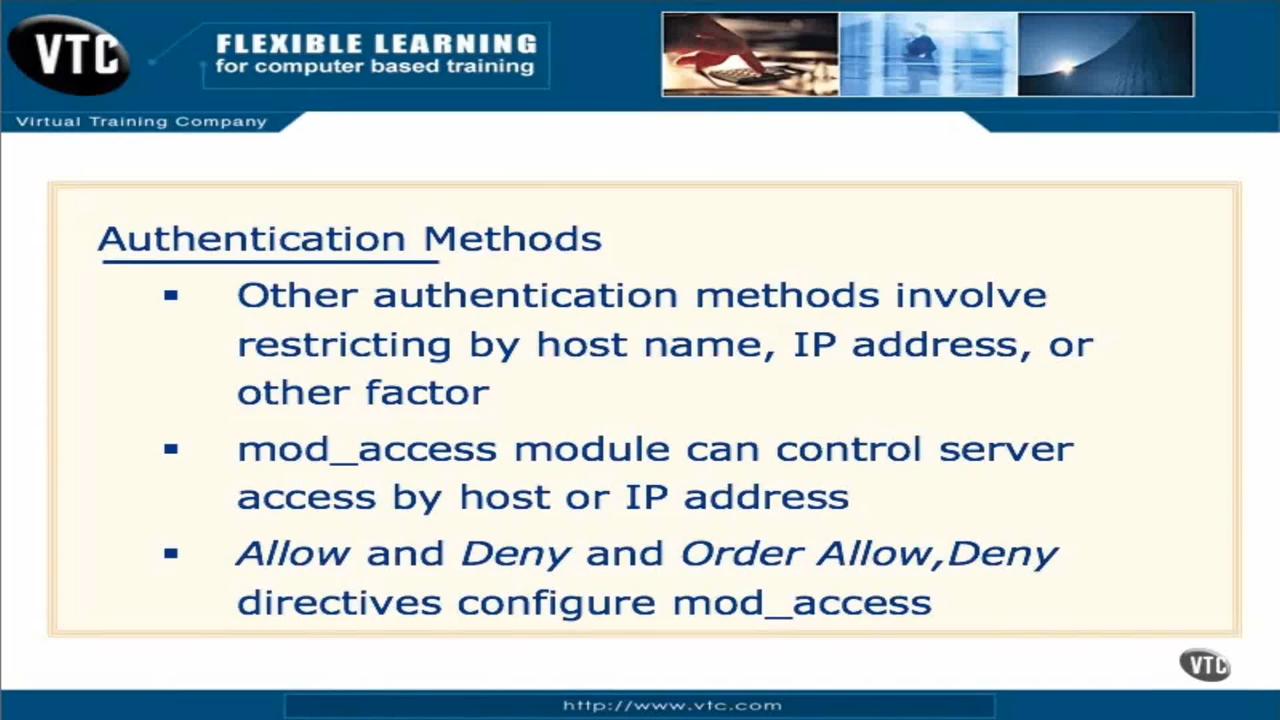 VTC
FLEXIBLE LEARNING
for computer based training
Virtual Training Company
Authentication Methods
▪ Other authentication methods involve
restricting by host name, IP address, or
other factor
▪ mod_access module can control server
access by host or IP address
▪ Allow and Deny and Order Allow,Deny
directives configure mod_access
VTC
http://www.vtc.com